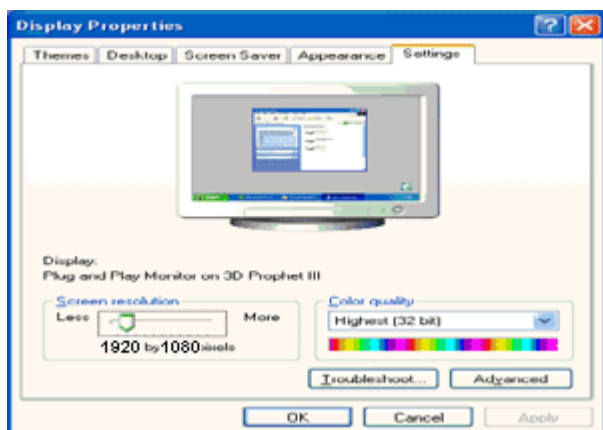 Display Properties
Themes Desktop Screen Saver Appearance Settings
Display:
Plug and Play Monitor on 3D Prophet III
Screen resolution
Less More
1920 by 1080 pixels
Color quality
Highest (32 bit)
Troubleshoot... Advanced
OK Cancel Apply